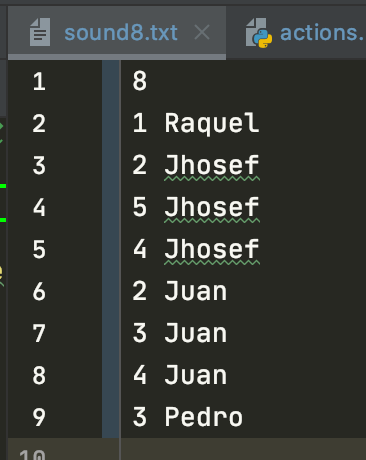 sound8.txt actions.
1 8
2 1 Raquel
3 2 Jhosef
4 5 Jhosef
5 4 Jhosef
6 2 Juan
7 3 Juan
8 4 Juan
9 3 Pedro
10